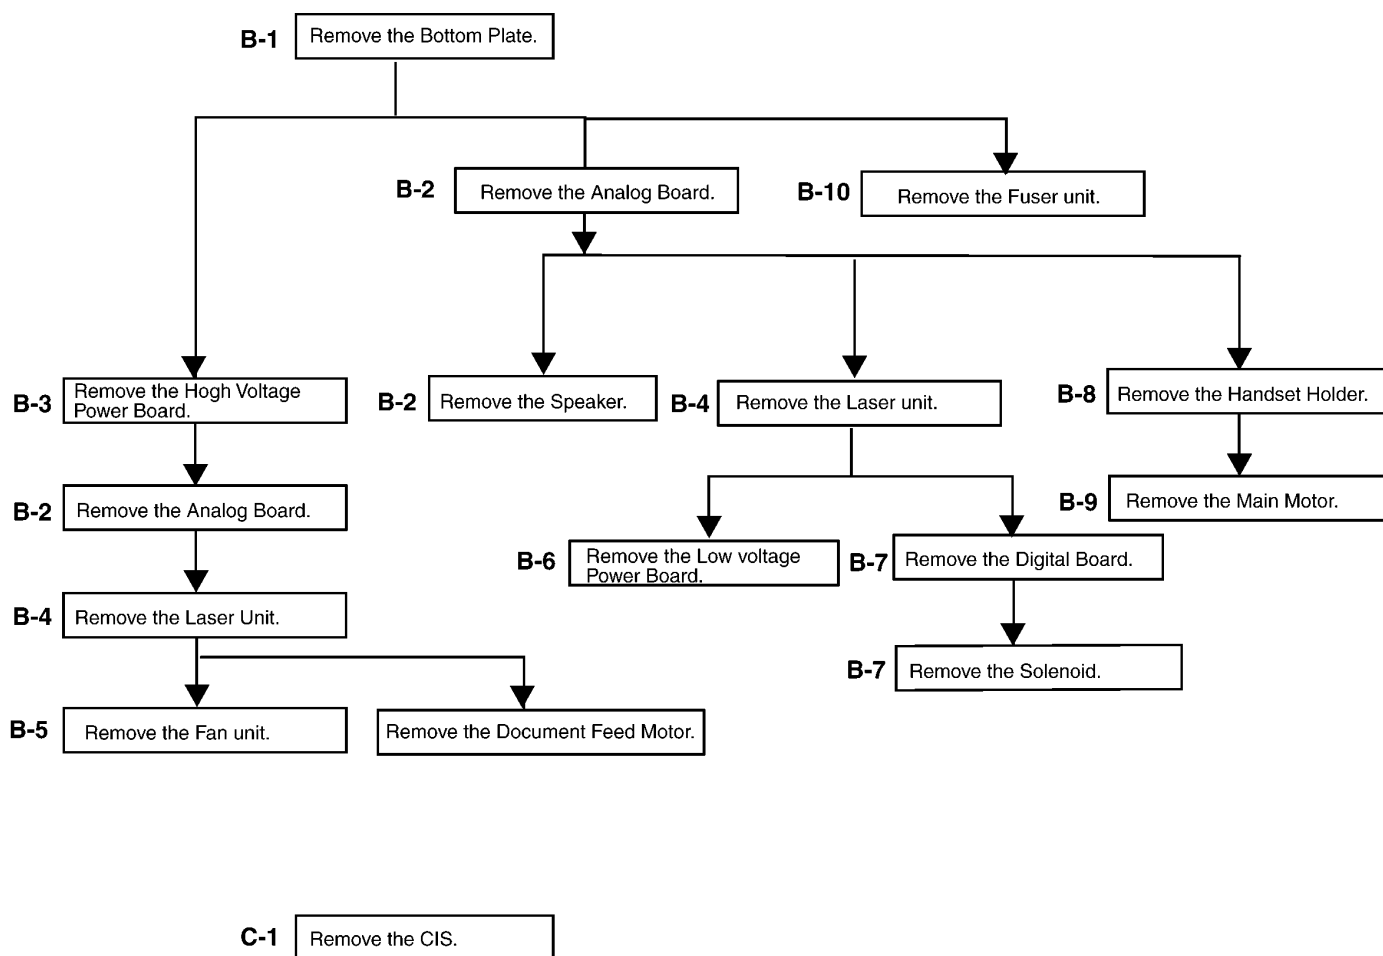 B-1 Remove the Bottom Plate.
B-2 Remove the Analog Board.
B-10 Remove the Fuser unit.
B-3 Remove the Hogh Voltage
Power Board.
B-2 Remove the Speaker.
B-4 Remove the Laser unit.
B-8 Remove the Handset Holder.
B-2 Remove the Analog Board.
B-9 Remove the Main Motor.
B-6 Remove the Low voltage
Power Board.
B-7 Remove the Digital Board.
B-4 Remove the Laser Unit.
B-7 Remove the Solenoid.
B-5 Remove the Fan unit.
Remove the Document Feed Motor.
C-1 Remove the CIS.